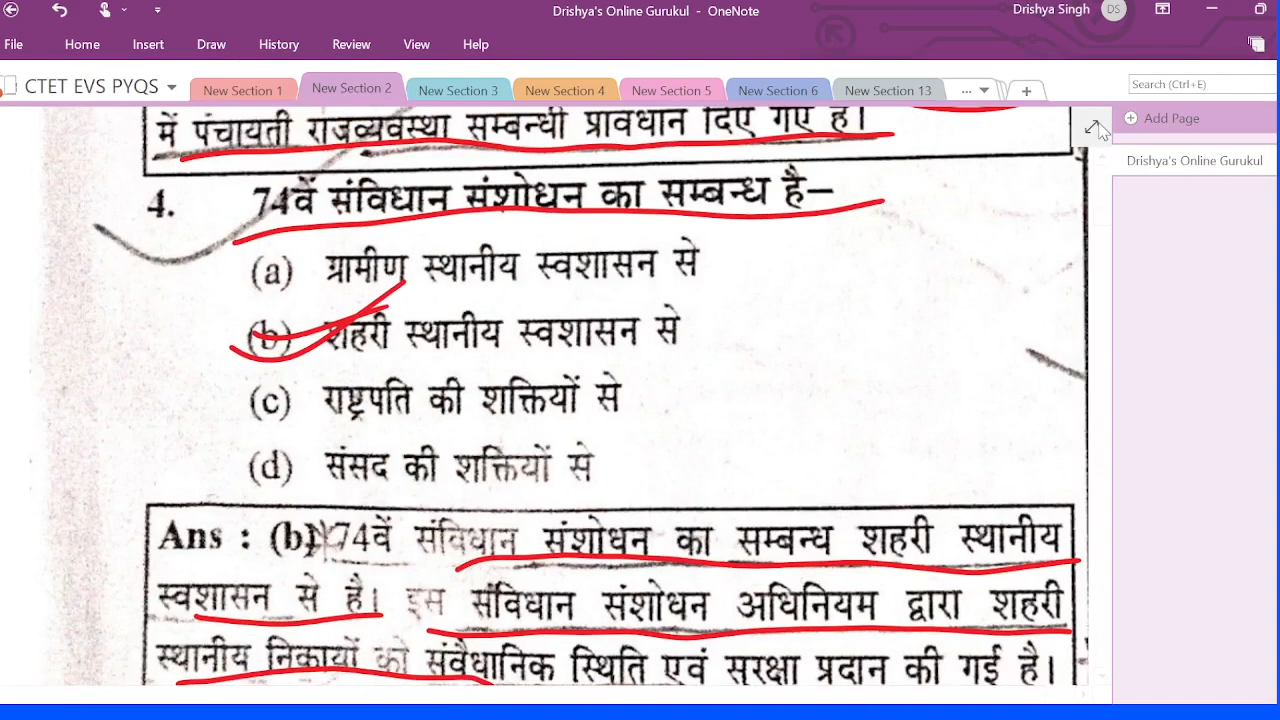 Drishya's Online Gurukul - OneNote
Drishya Singh DS
File Home Insert Draw History Review View Help
CTET EVS PYQS New Section 1 New Section 2 New Section 3 New Section 4 New Section 5 New Section 6 New Section 13 ... + Search (Ctrl+E)
Add Page
Drishya's Online Gurukul
में पंचायती राजव्यवस्था सम्बन्धी प्रावधान दिए गए हैं।
4. 74वें संविधान संशोधन का सम्बन्ध है–
(a) ग्रामीण स्थानीय स्वशासन से
(b) शहरी स्थानीय स्वशासन से
(c) राष्ट्रपति की शक्तियों से
(d) संसद की शक्तियों से
Ans : (b) 74वें संविधान संशोधन का सम्बन्ध शहरी स्थानीय
स्वशासन से है। इस संविधान संशोधन अधिनियम द्वारा शहरी
स्थानीय निकायों को संवैधानिक स्थिति एवं सुरक्षा प्रदान की गई है।